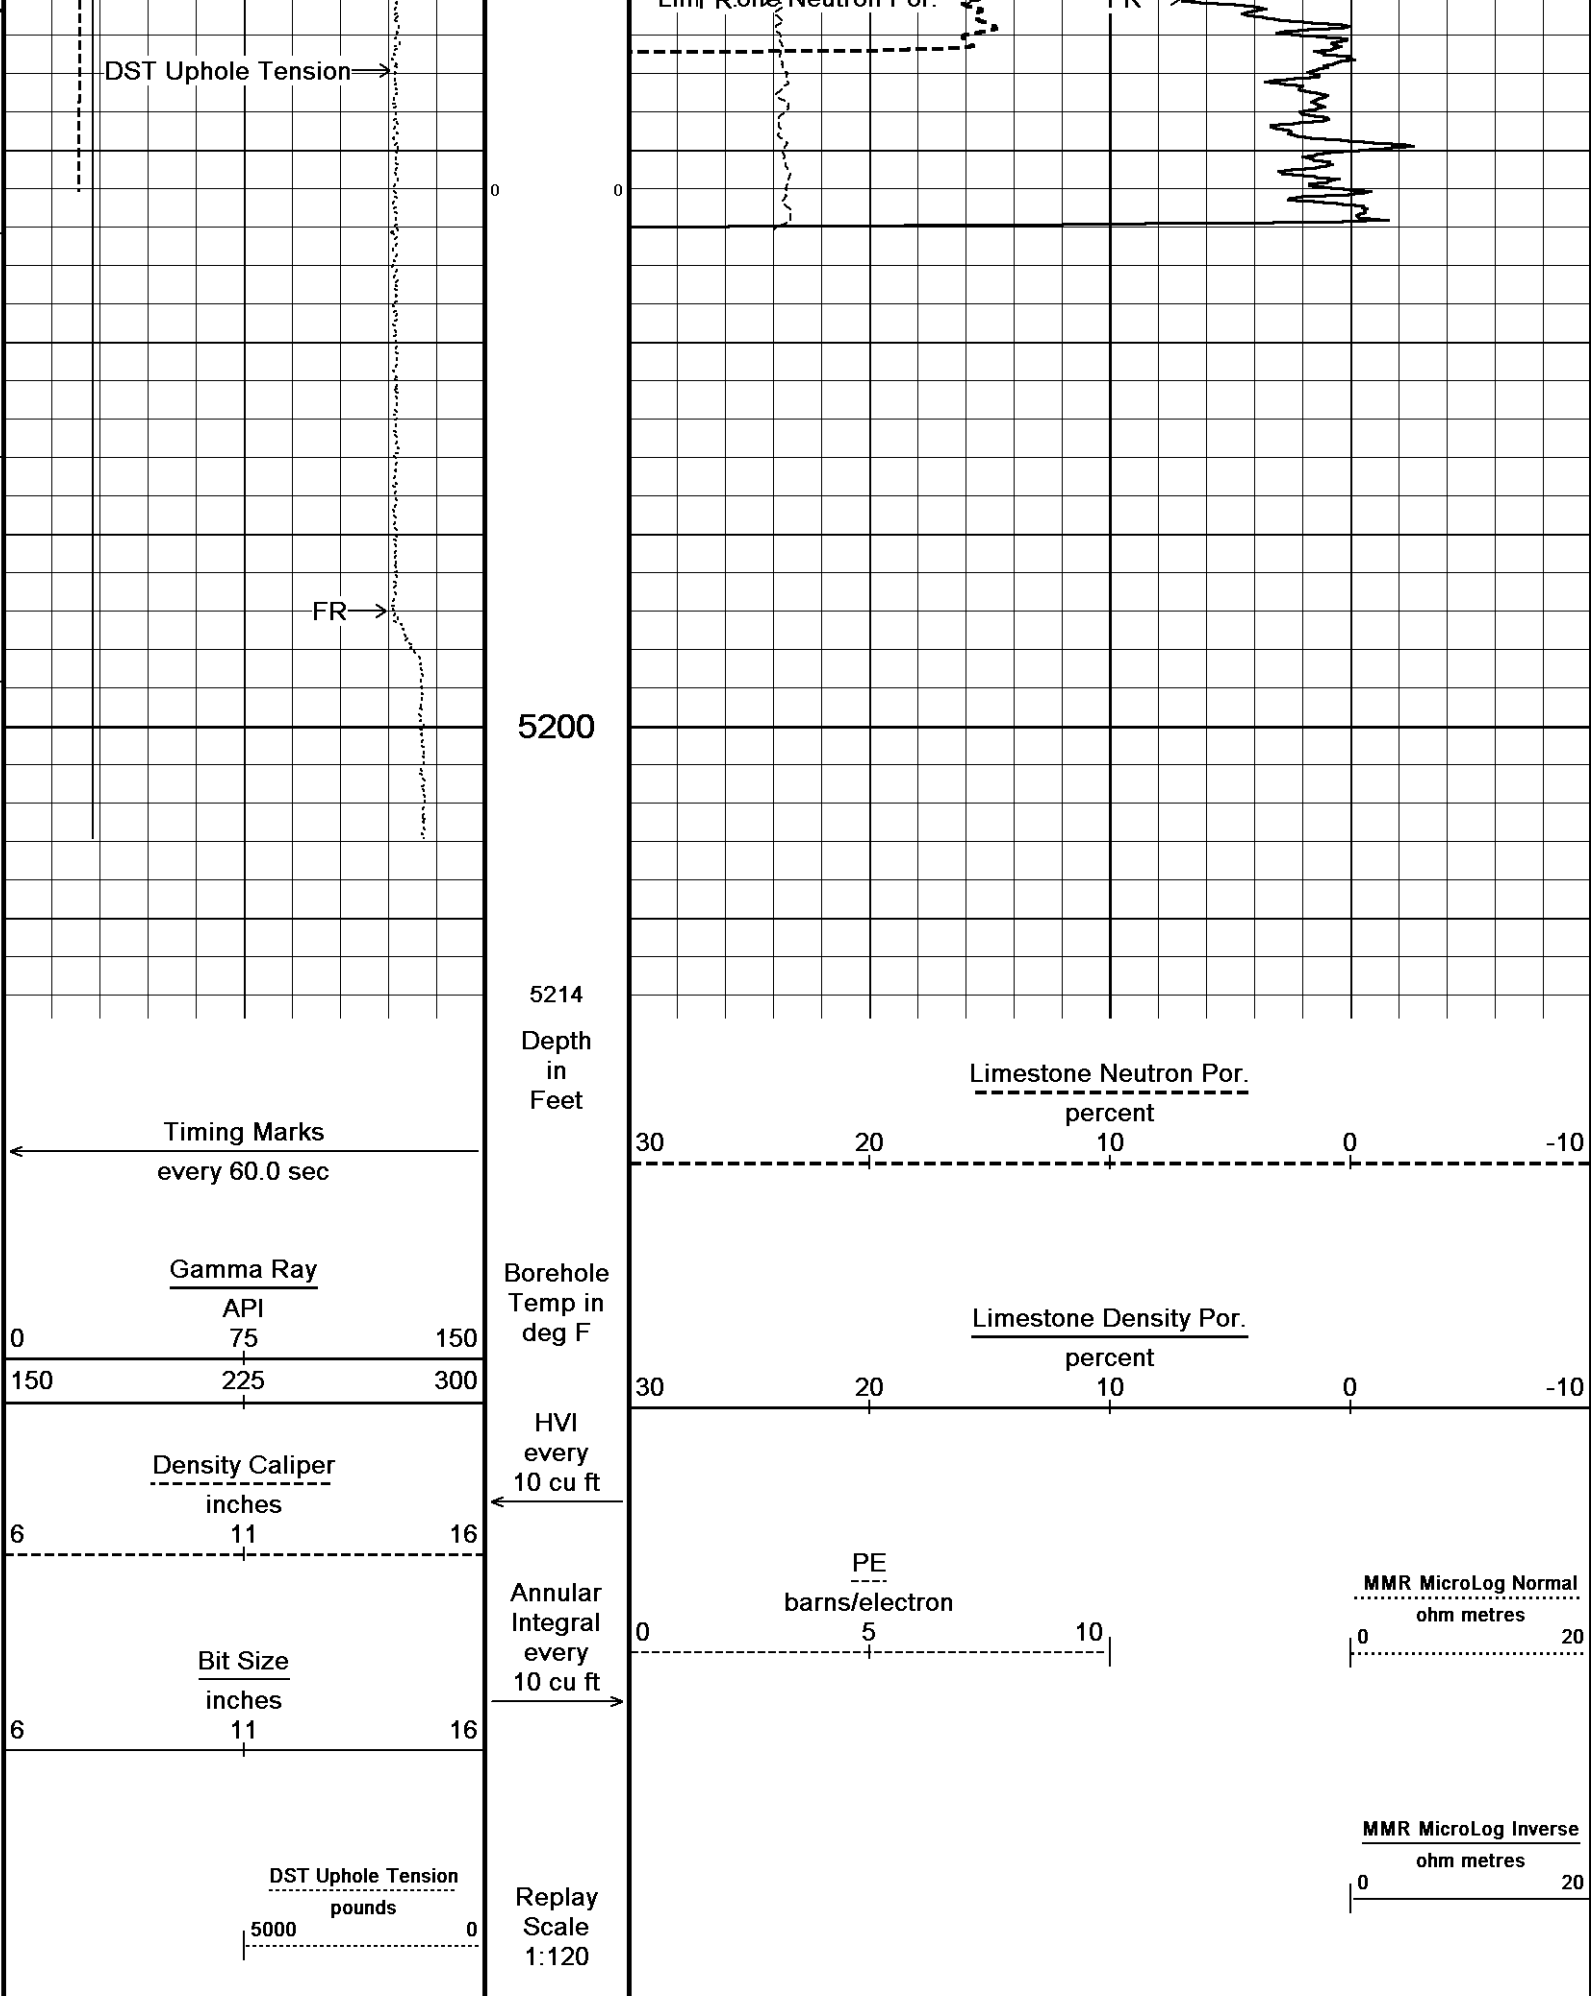 Neutron Por.
FR
DST Uphole Tension
0 0
FR
5200
5214
Depth
in
Feet
Timing Marks
every 60.0 sec
Gamma Ray
API
0 75 150
150 225 300
Density Caliper
inches
6 11 16
Bit Size
inches
6 11 16
DST Uphole Tension
pounds
5000 0
Borehole
Temp in
deg F
HVI
every
10 cu ft
Annular
Integral
every
10 cu ft
Replay
Scale
1:120
Limestone Neutron Por.
percent
30 20 10 0 -10
Limestone Density Por.
percent
30 20 10 0 -10
PE
barns/electron
0 5 10
MMR MicroLog Normal
ohm metres
0 20
MMR MicroLog Inverse
ohm metres
0 20